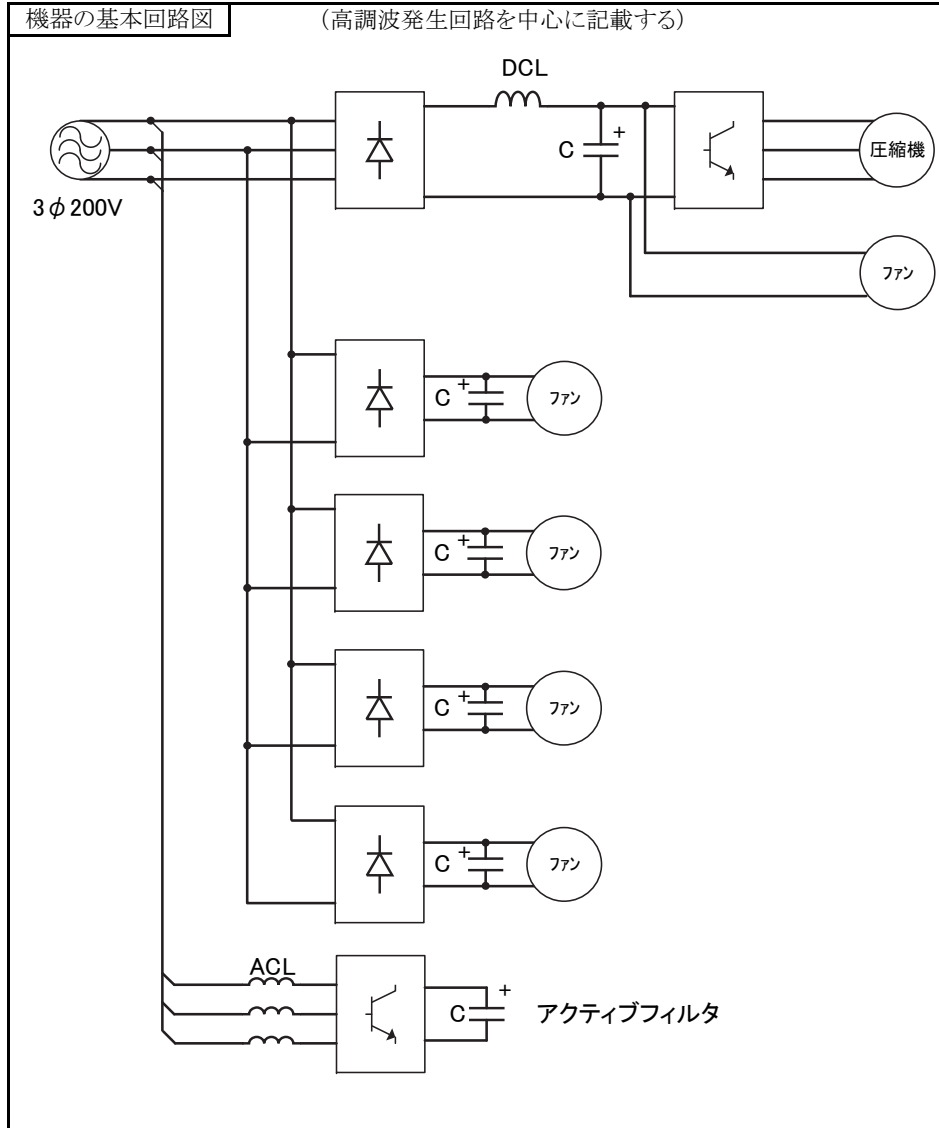 機器の基本回路図
(高調波発生回路を中心に記載する)
DCL
C
+
圧縮機
3φ200V
ファン
C
+
ファン
C
+
ファン
C
+
ファン
C
+
ファン
ACL
C
+
アクティブフィルタ